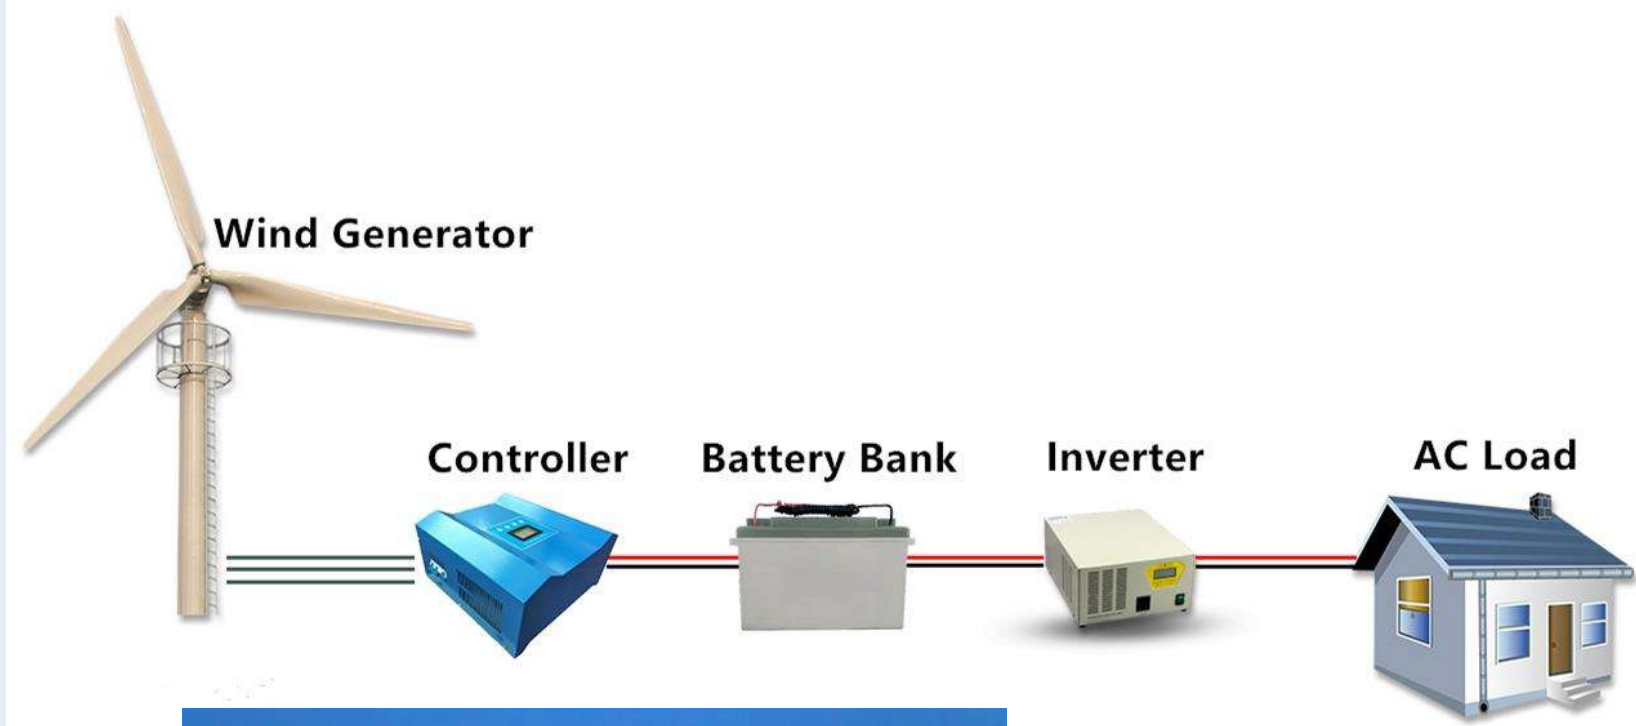 Wind Generator
Controller
Battery Bank
Inverter
AC Load